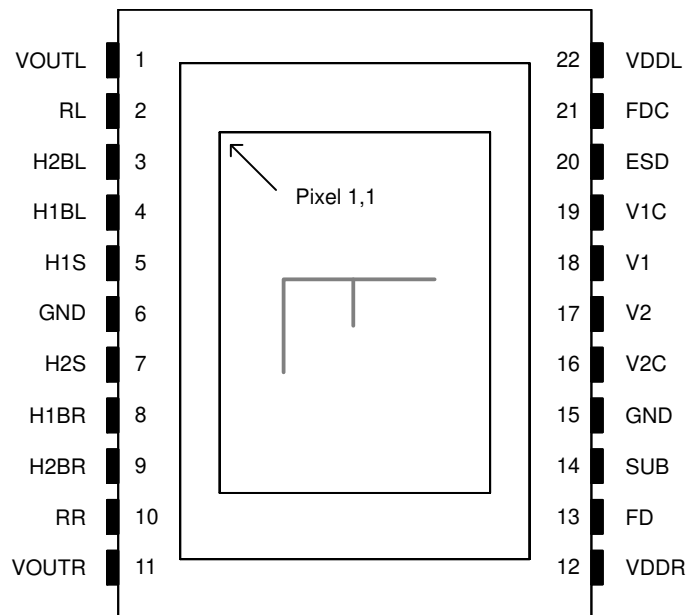 VOUTL 1 22 VDDL
RL 2 21 FDC
H2BL 3 20 ESD
Pixel 1,1
H1BL 4 19 V1C
H1S 5 18 V1
GND 6 17 V2
H2S 7 16 V2C
H1BR 8 15 GND
H2BR 9 14 SUB
RR 10 13 FD
VOUTR 11 12 VDDR